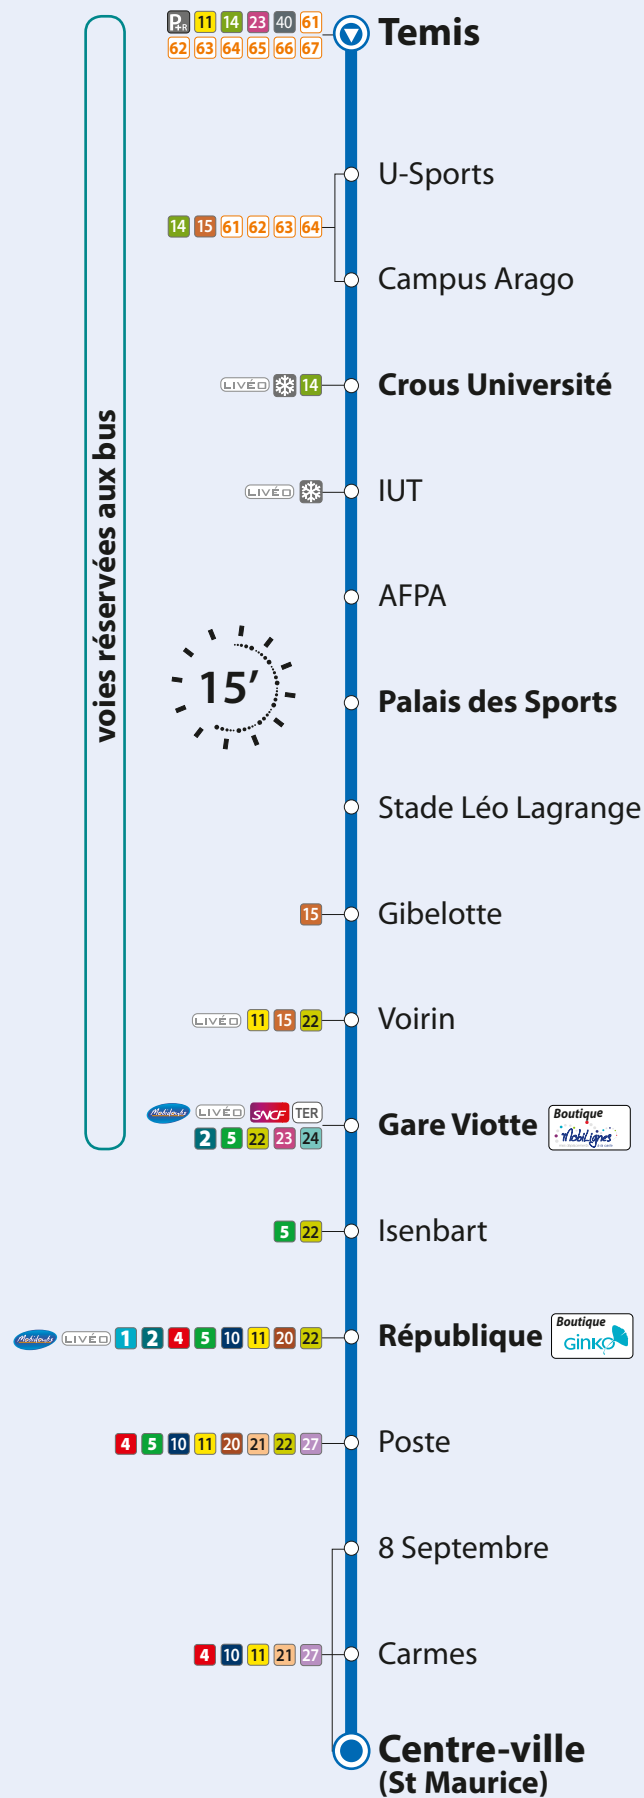 P+R 11 14 23 40 61
62 63 64 65 66 67
Temis
U-Sports
14 15 61 62 63 64
Campus Arago
LIVÉO 14
Crous Université
LIVÉO
IUT
AFPA
voies réservées aux bus
15’
Palais des Sports
Stade Léo Lagrange
15
Gibelotte
LIVÉO 11 15 22
Voirin
Mobidoubs LIVÉO SNCF TER
2 5 22 23 24
Gare Viotte
Boutique
MobiLignes
5 22
Isenbart
Mobidoubs LIVÉO 1 2 4 5 10 11 20 22
République
Boutique
GINKO
4 5 10 11 20 21 22 27
Poste
8 Septembre
4 10 11 21 27
Carmes
Centre-ville
(St Maurice)